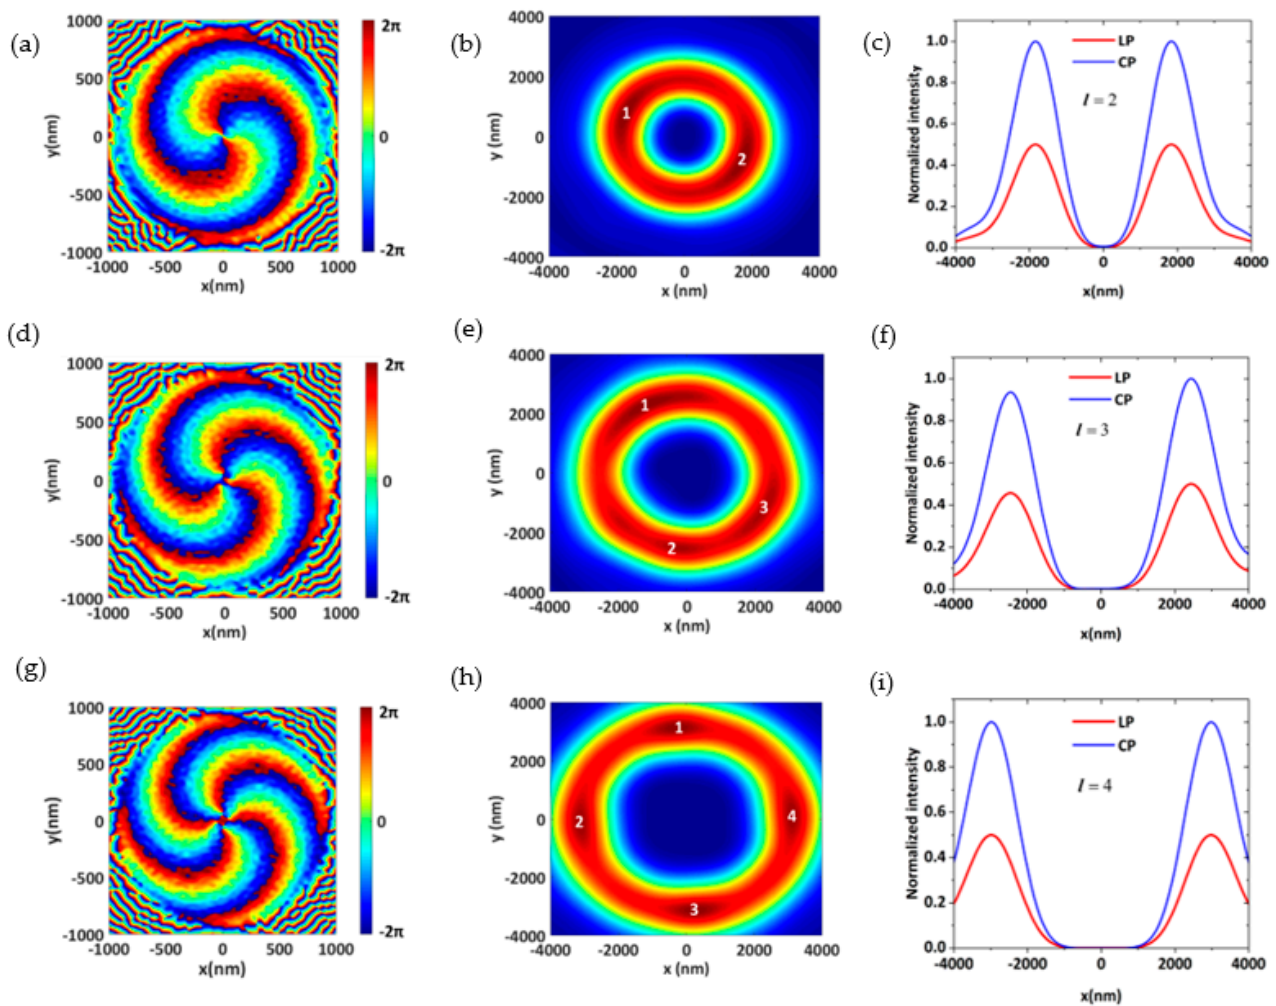 (a)
1000
500
0
-500
-1000
y(nm)
-1000 -500 0 500 1000
x(nm)
2π
0
-2π
(b)
4000
2000
0
-2000
-4000
y (nm)
1
2
-4000 -2000 0 2000 4000
x (nm)
(c)
Normalized intensity
1.0
0.8
0.6
0.4
0.2
0.0
LP
CP
l = 2
-4000 -2000 0 2000 4000
x(nm)
(d)
1000
500
0
-500
-1000
y(nm)
-1000 -500 0 500 1000
x(nm)
2π
0
-2π
(e)
4000
2000
0
-2000
-4000
y (nm)
1
3
2
-4000 -2000 0 2000 4000
x (nm)
(f)
Normalized intensity
1.0
0.8
0.6
0.4
0.2
0.0
LP
CP
l = 3
-4000 -2000 0 2000 4000
x(nm)
(g)
1000
500
0
-500
-1000
y(nm)
-1000 -500 0 500 1000
x(nm)
2π
0
-2π
(h)
4000
2000
0
-2000
-4000
y (nm)
1
2
4
3
-4000 -2000 0 2000 4000
x (nm)
(i)
Normalized intensity
1.0
0.8
0.6
0.4
0.2
0.0
LP
CP
l = 4
-4000 -2000 0 2000 4000
x(nm)